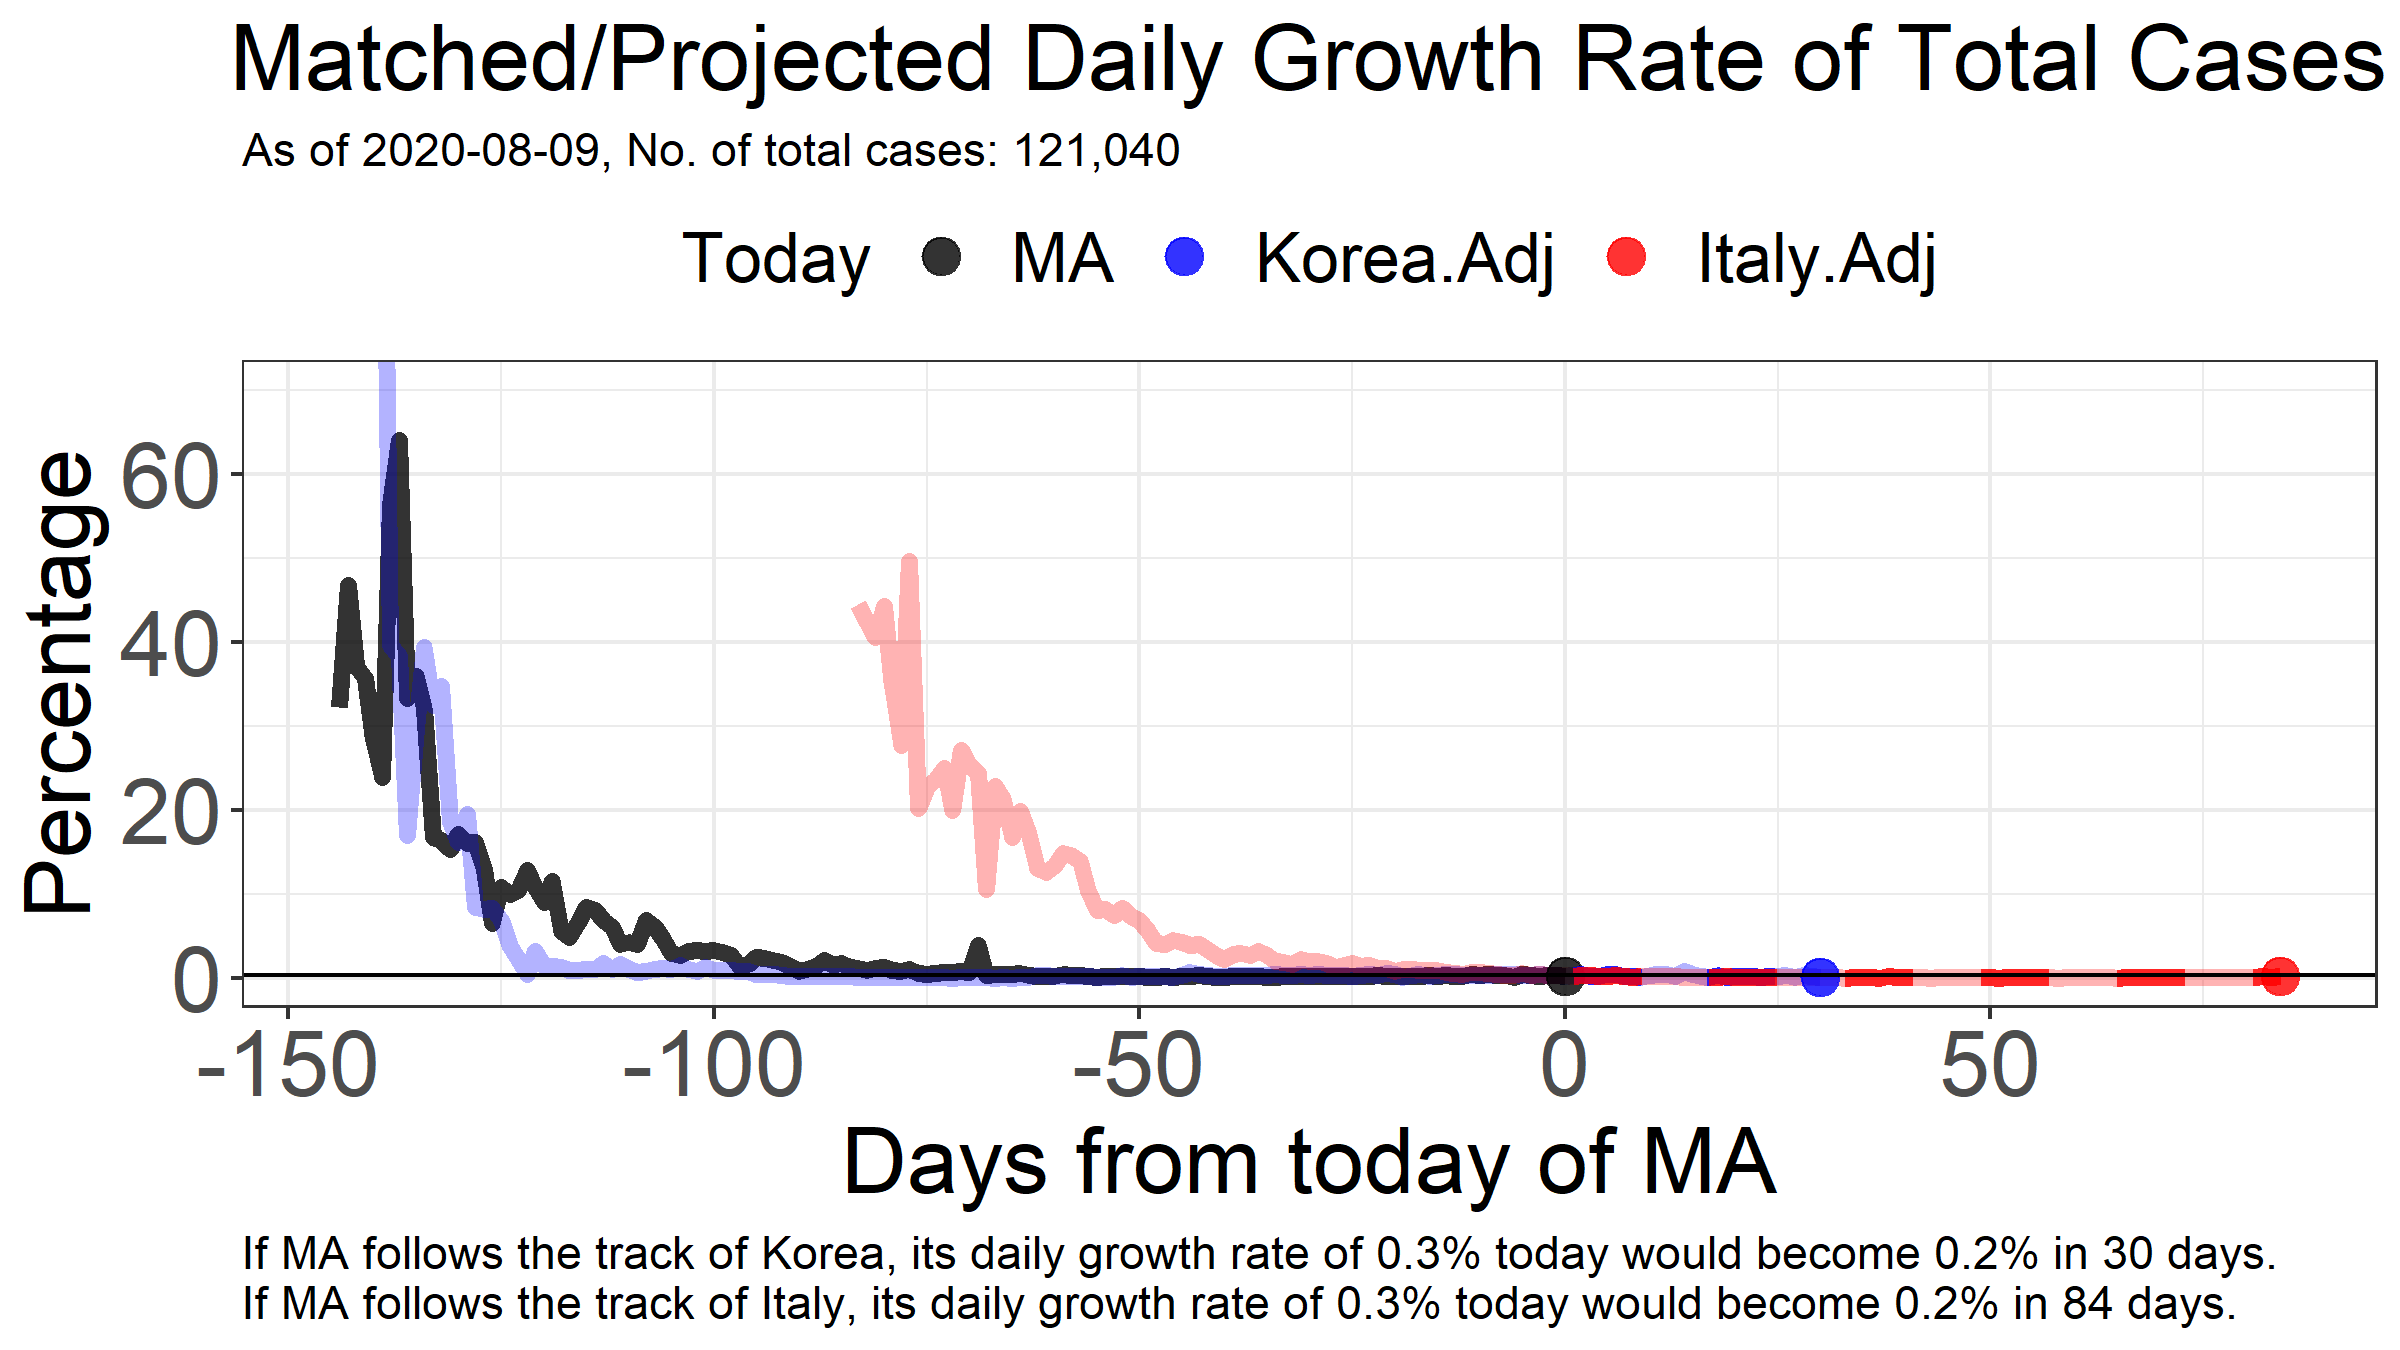 Matched/Projected Daily Growth Rate of Total Cases
As of 2020-08-09, No. of total cases: 121,040
Today MA Korea.Adj Italy.Adj
Percentage
60
40
20
0
-150 -100 -50 0 50
Days from today of MA
If MA follows the track of Korea, its daily growth rate of 0.3% today would become 0.2% in 30 days.
If MA follows the track of Italy, its daily growth rate of 0.3% today would become 0.2% in 84 days.